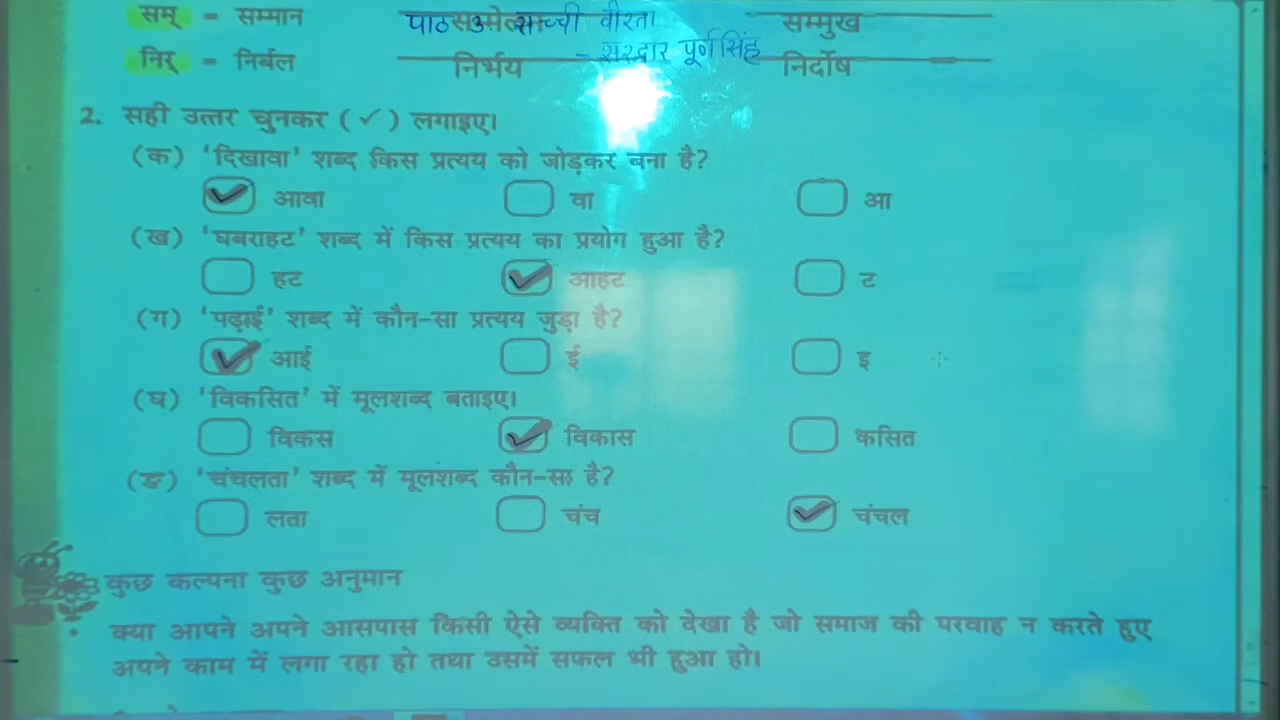 सम् = सम्मान सम्मुख
पाठ 3. सच्ची वीरता
- सरदार पूर्ण सिंह
निर् = निर्बल निर्भय निर्दोष
2. सही उत्तर चुनकर (✓) लगाइए।
(क) 'दिखावा' शब्द किस प्रत्यय को जोड़कर बना है?
आवा वा आ
(ख) 'घबराहट' शब्द में किस प्रत्यय का प्रयोग हुआ है?
हट आहट ट
(ग) 'पढ़ाई' शब्द में कौन-सा प्रत्यय जुड़ा है?
आई ई इ
(घ) 'विकसित' में मूलशब्द बताइए।
विकस विकास कसित
(ङ) 'चंचलता' शब्द में मूलशब्द कौन-सा है?
लता चंच चंचल
कुछ कल्पना कुछ अनुमान
• क्या आपने अपने आसपास किसी ऐसे व्यक्ति को देखा है जो समाज की परवाह न करते हुए
अपने काम में लगा रहा हो तथा उसमें सफल भी हुआ हो।